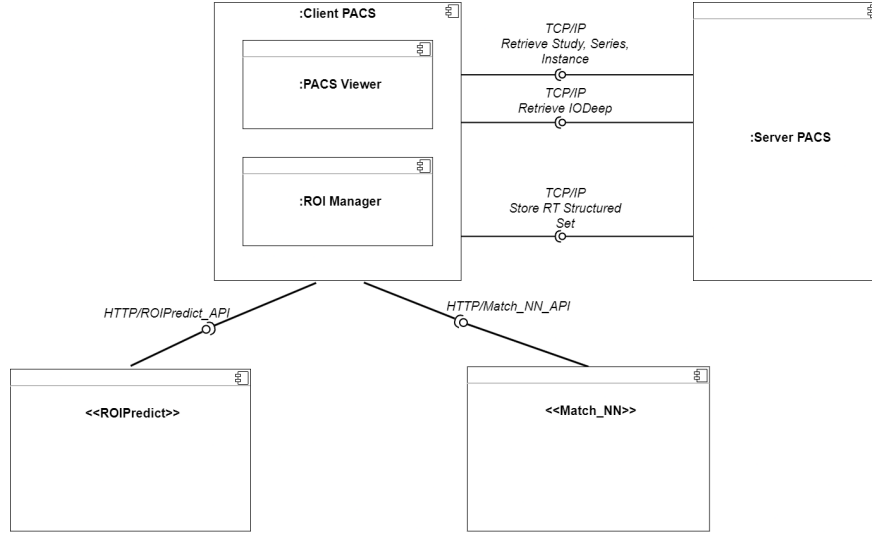 :Client PACS
:PACS Viewer
:ROI Manager
TCP/IP
Retrieve Study, Series,
Instance
TCP/IP
Retrieve IODeep
TCP/IP
Store RT Structured
Set
:Server PACS
HTTP/ROIPredict_API
HTTP/Match_NN_API
<<ROIPredict>>
<<Match_NN>>